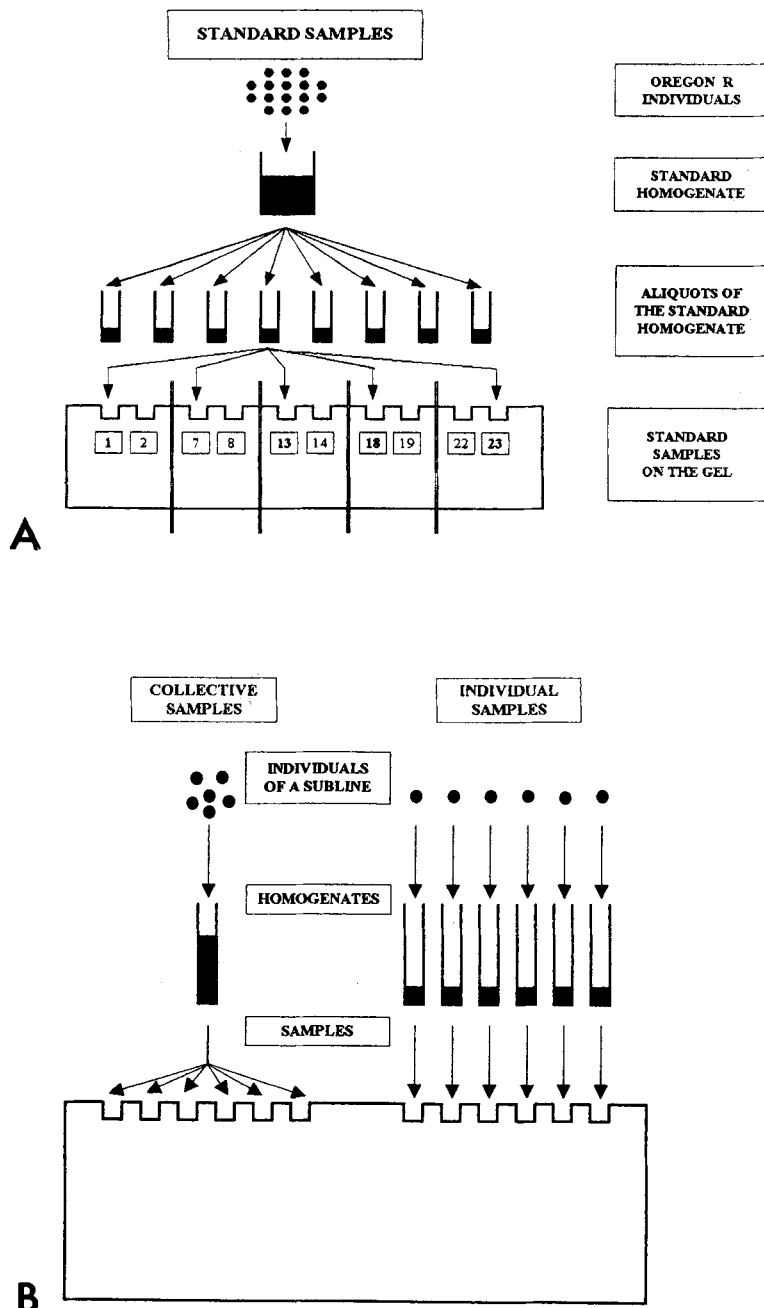 STANDARD SAMPLES
OREGON R
INDIVIDUALS
STANDARD
HOMOGENATE
ALIQUOTS OF
THE STANDARD
HOMOGENATE
1 2 7 8 13 14 18 19 22 23
STANDARD
SAMPLES
ON THE GEL
A
COLLECTIVE
SAMPLES
INDIVIDUAL
SAMPLES
INDIVIDUALS
OF A SUBLINE
HOMOGENATES
SAMPLES
B